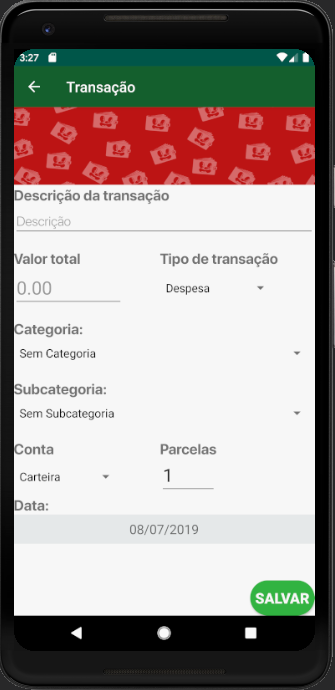 3:27
Transação
Descrição da transação
Descrição
Valor total Tipo de transação
0.00 Despesa
Categoria:
Sem Categoria
Subcategoria:
Sem Subcategoria
Conta Parcelas
Carteira 1
Data:
08/07/2019
SALVAR